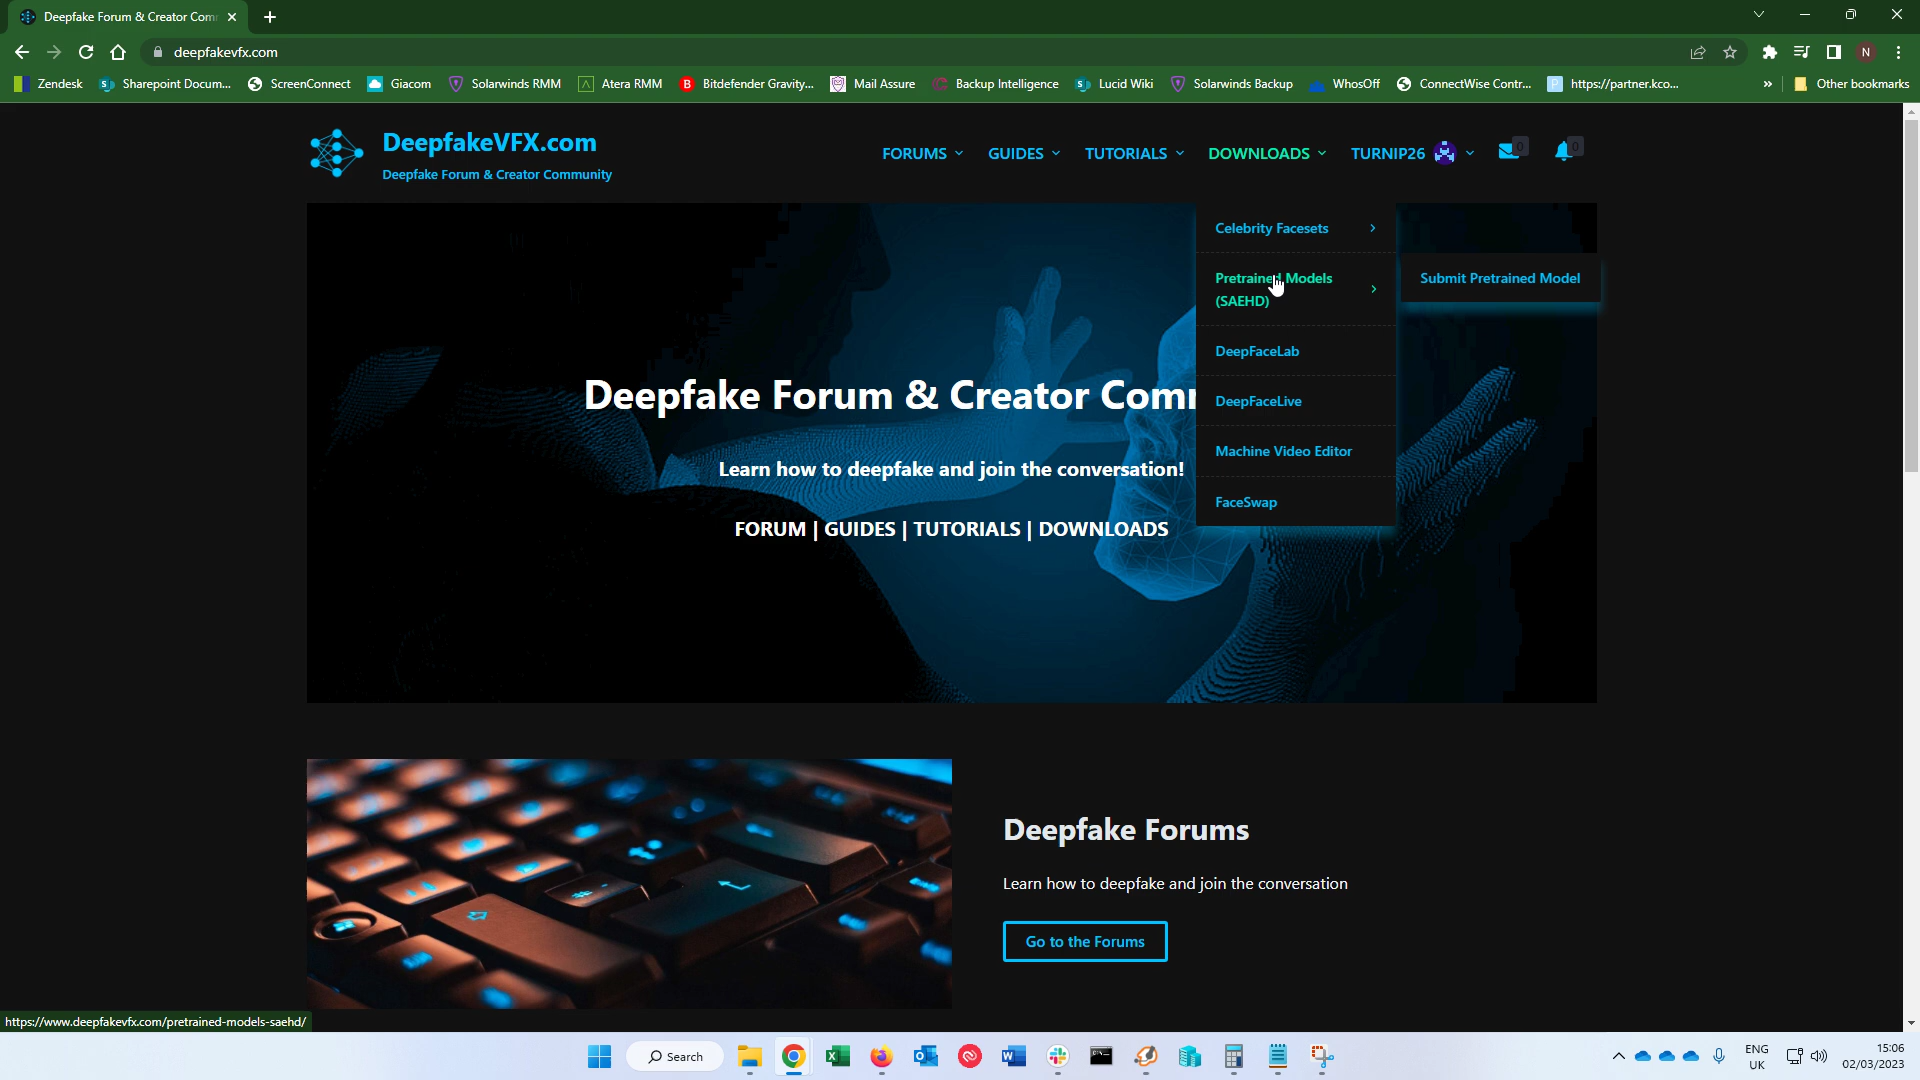 Deepfake Forum & Creator Com
deepfakevfx.com
Zendesk Sharepoint Docum... ScreenConnect Giacom Solarwinds RMM Atera RMM Bitdefender Gravity... Mail Assure Backup Intelligence Lucid Wiki Solarwinds Backup WhosOff ConnectWise Contr... https://partner.kco... » Other bookmarks
N
DeepfakeVFX.com
Deepfake Forum & Creator Community
FORUMS GUIDES TUTORIALS DOWNLOADS TURNIP26 0 0
Celebrity Facesets
Pretrained Models
(SAEHD)
Submit Pretrained Model
DeepFaceLab
DeepFaceLive
Machine Video Editor
FaceSwap
Deepfake Forum & Creator Com
Learn how to deepfake and join the conversation!
FORUM | GUIDES | TUTORIALS | DOWNLOADS
Deepfake Forums
Learn how to deepfake and join the conversation
Go to the Forums
https://www.deepfakevfx.com/pretrained-models-saehd/
Search
ENG
UK
15:06
02/03/2023